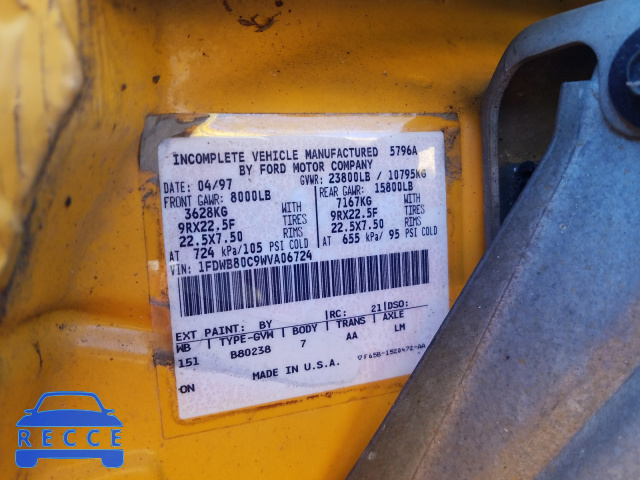 INCOMPLETE VEHICLE MANUFACTURED 5796A
BY FORD MOTOR COMPANY
DATE: 04/97 GVWR: 23800LB / 10795KG
FRONT GAWR: 8000LB REAR GAWR: 15800LB
3628KG WITH 7167KG WITH
9RX22.5F TIRES 9RX22.5F TIRES
22.5X7.50 RIMS 22.5X7.50 RIMS
AT 724 kPa/105 PSI COLD AT 655 kPa/ 95 PSI COLD
VIN: 1FDWB80C9WVA06724
EXT PAINT: BY RC: 21 DSO:
WB TYPE-GVW BODY TRANS AXLE
151 B80238 7 AA LM
MADE IN U.S.A.
ON
RECCE